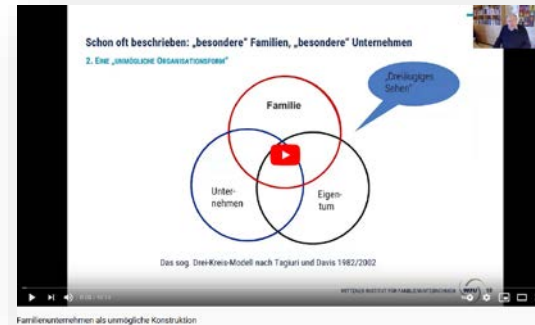 Schon oft beschrieben: „besondere“ Familien, „besondere“ Unternehmen
2. EINE „UNMÖGLICHE ORGANISATIONSFORM“
„Dreiäugiges
Sehen“
Familie
Unter-
nehmen
Eigen-
tum
Das sog. Drei-Kreis-Modell nach Tagiuri und Davis 1982/2002
WITTENER INSTITUT FÜR FAMILIENUNTERNEHMEN
Familienunternehmen als unmögliche Konstruktion